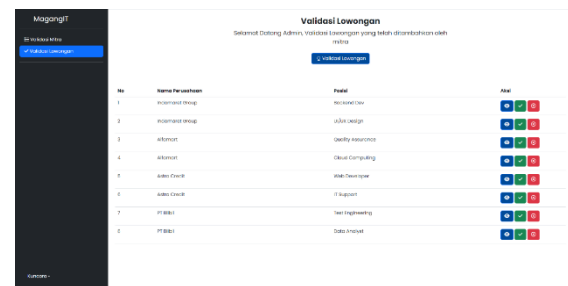 MagangIT
Validasi Mitra
Validasi Lowongan
Validasi Lowongan
Selamat Datang Admin, Validasi Lowongan yang telah ditambahkan oleh
mitra
Validasi Lowongan
No Nama Perusahaan Posisi Aksi
1 Indomaret Group Backend Dev
2 Indomaret Group UI/UX Design
3 Alfamart Quality Assurance
4 Alfamart Cloud Computing
5 Astra Credit Web Developer
6 Astra Credit IT Support
7 PT Blibli Test Engineering
8 PT Blibli Data Analyst